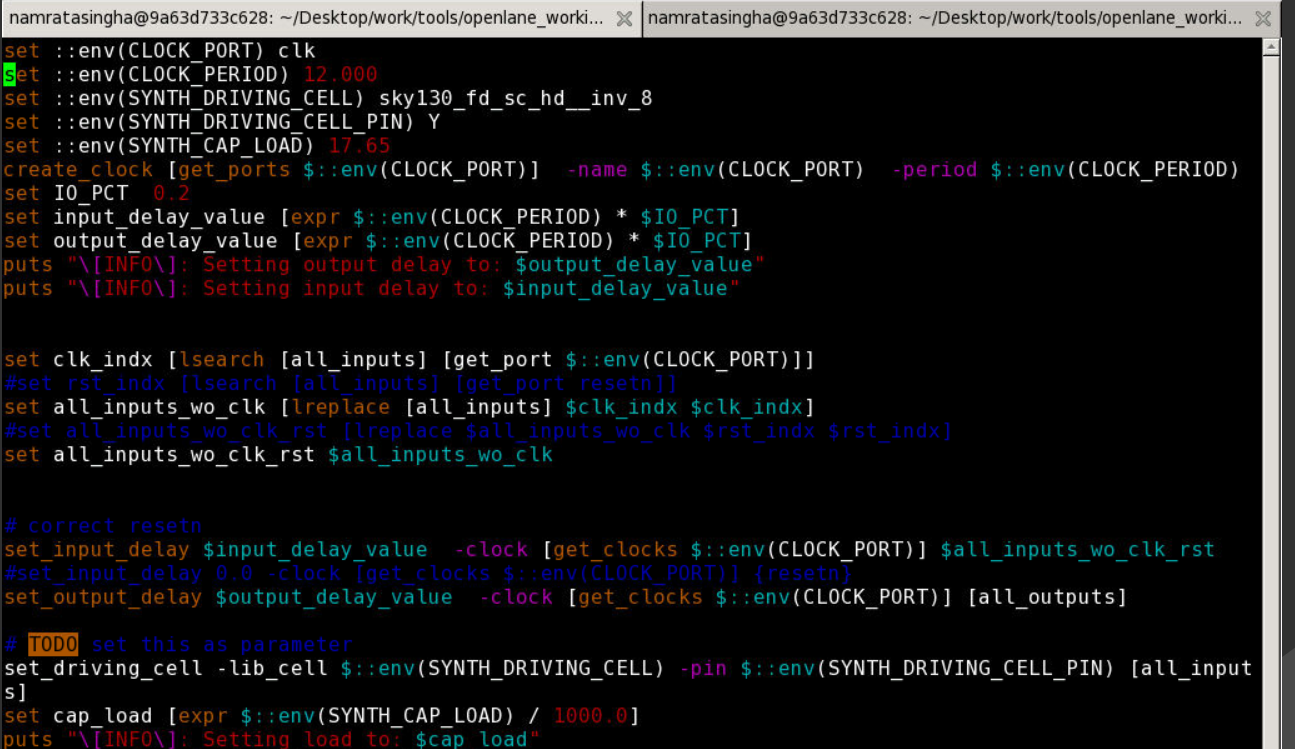 namratasingha@9a63d733c628: ~/Desktop/work/tools/openlane_worki...
namratasingha@9a63d733c628: ~/Desktop/work/tools/openlane_worki...
set ::env(CLOCK_PORT) clk
set ::env(CLOCK_PERIOD) 12.000
set ::env(SYNTH_DRIVING_CELL) sky130_fd_sc_hd__inv_8
set ::env(SYNTH_DRIVING_CELL_PIN) Y
set ::env(SYNTH_CAP_LOAD) 17.65
create_clock [get_ports $::env(CLOCK_PORT)]  -name $::env(CLOCK_PORT)  -period $::env(CLOCK_PERIOD)
set IO_PCT  0.2
set input_delay_value [expr $::env(CLOCK_PERIOD) * $IO_PCT]
set output_delay_value [expr $::env(CLOCK_PERIOD) * $IO_PCT]
puts "\[INFO\]: Setting output delay to: $output_delay_value"
puts "\[INFO\]: Setting input delay to: $input_delay_value"
set clk_indx [lsearch [all_inputs] [get_port $::env(CLOCK_PORT)]]
#set rst_indx [lsearch [all_inputs] [get_port resetn]]
set all_inputs_wo_clk [lreplace [all_inputs] $clk_indx $clk_indx]
#set all_inputs_wo_clk_rst [lreplace $all_inputs_wo_clk $rst_indx $rst_indx]
set all_inputs_wo_clk_rst $all_inputs_wo_clk
# correct resetn
set_input_delay $input_delay_value  -clock [get_clocks $::env(CLOCK_PORT)] $all_inputs_wo_clk_rst
#set_input_delay 0.0 -clock [get_clocks $::env(CLOCK_PORT)] {resetn}
set_output_delay $output_delay_value  -clock [get_clocks $::env(CLOCK_PORT)] [all_outputs]
# TODO set this as parameter
set_driving_cell -lib_cell $::env(SYNTH_DRIVING_CELL) -pin $::env(SYNTH_DRIVING_CELL_PIN) [all_input
s]
set cap_load [expr $::env(SYNTH_CAP_LOAD) / 1000.0]
puts "\[INFO\]: Setting load to: $cap_load"